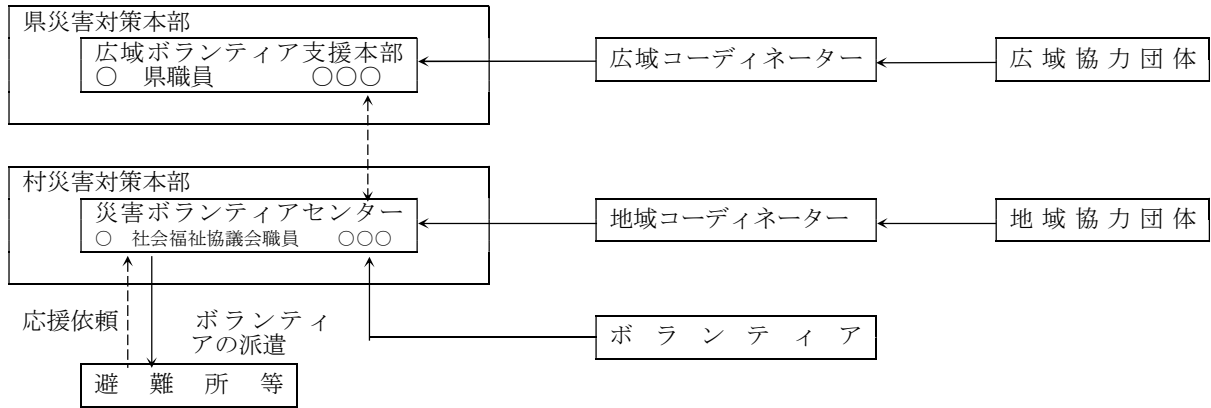 県災害対策本部
広域ボランティア支援本部
○ 県職員 ○○○
広域コーディネーター
広域協力団体
村災害対策本部
災害ボランティアセンター
○ 社会福祉協議会職員 ○○○
地域コーディネーター
地域協力団体
応援依頼
ボランティ
アの派遣
ボランティア
避難所等